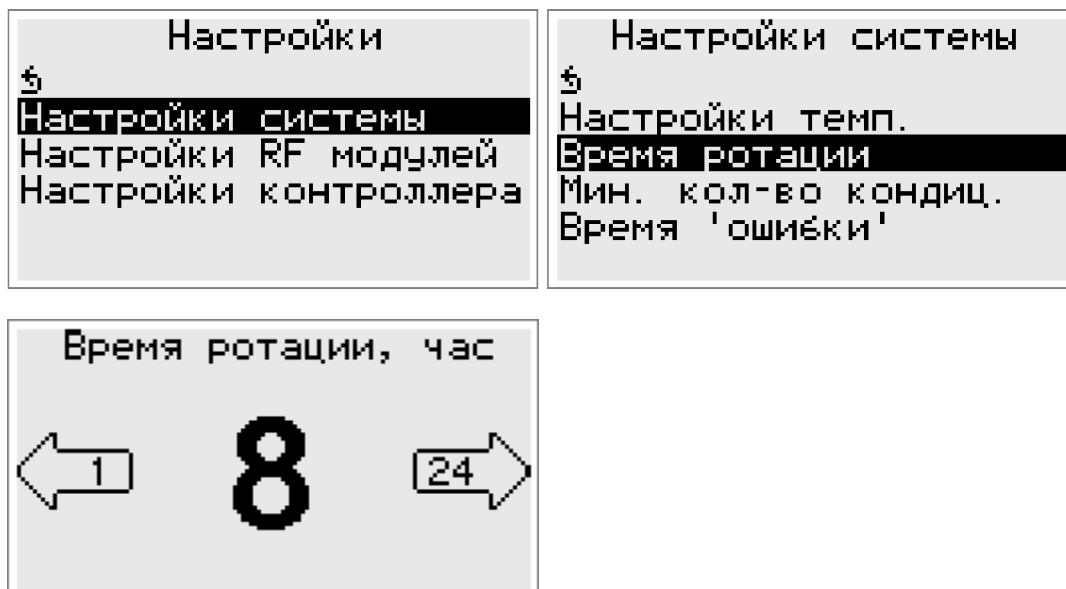 Настройки
Настройки системы
Настройки RF модулей
Настройки контроллера
Настройки системы
Настройки темп.
Время ротации
Мин. кол-во кондиц.
Время 'ошибки'
Время ротации, час
1
8
24